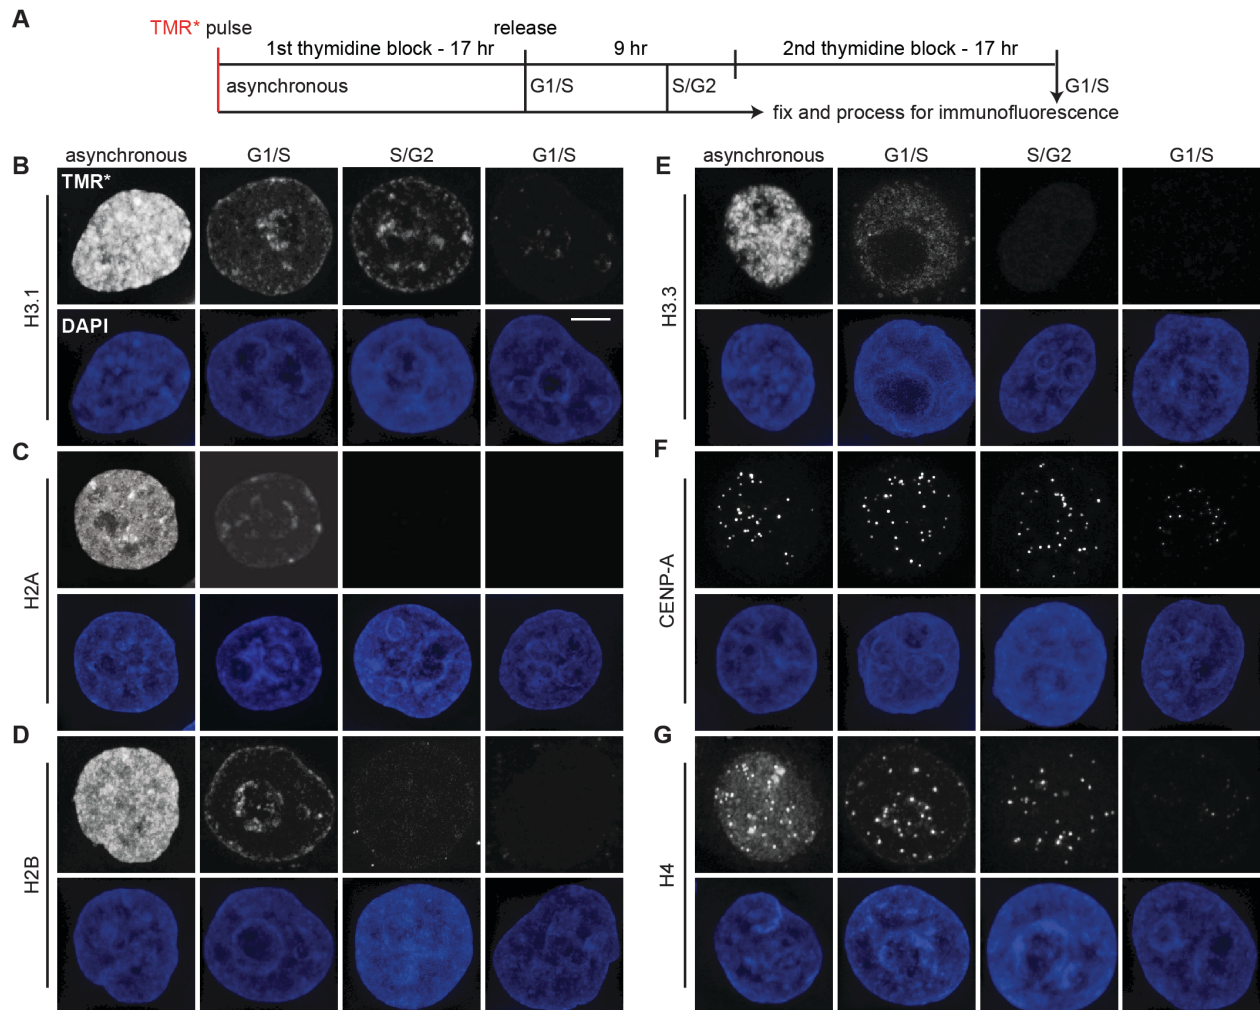 A
TMR* pulse
release
1st thymidine block - 17 hr
9 hr
2nd thymidine block - 17 hr
asynchronous
G1/S
S/G2
G1/S
fix and process for immunofluorescence
B
asynchronous
G1/S
S/G2
G1/S
TMR*
DAPI
H3.1
C
H2A
D
H2B
E
asynchronous
G1/S
S/G2
G1/S
H3.3
F
CENP-A
G
H4